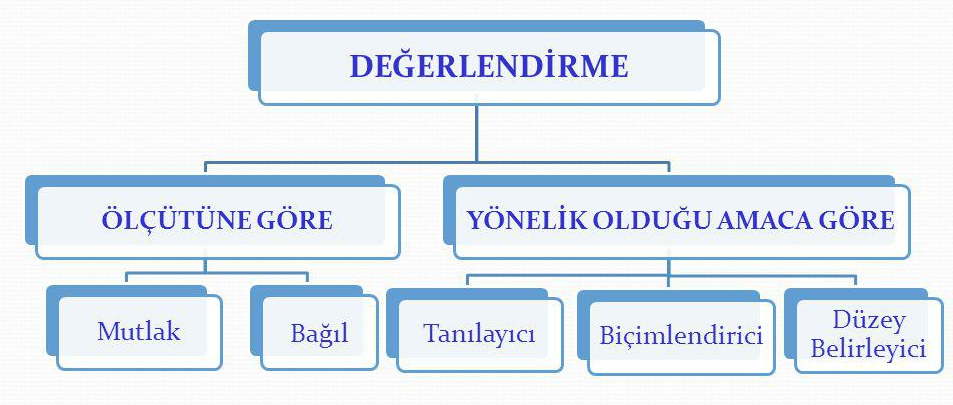 DEĞERLENDİRME
ÖLÇÜTÜNE GÖRE
YÖNELİK OLDUĞU AMACA GÖRE
Mutlak
Bağıl
Tanılayıcı
Biçimlendirici
Düzey
Belirleyici